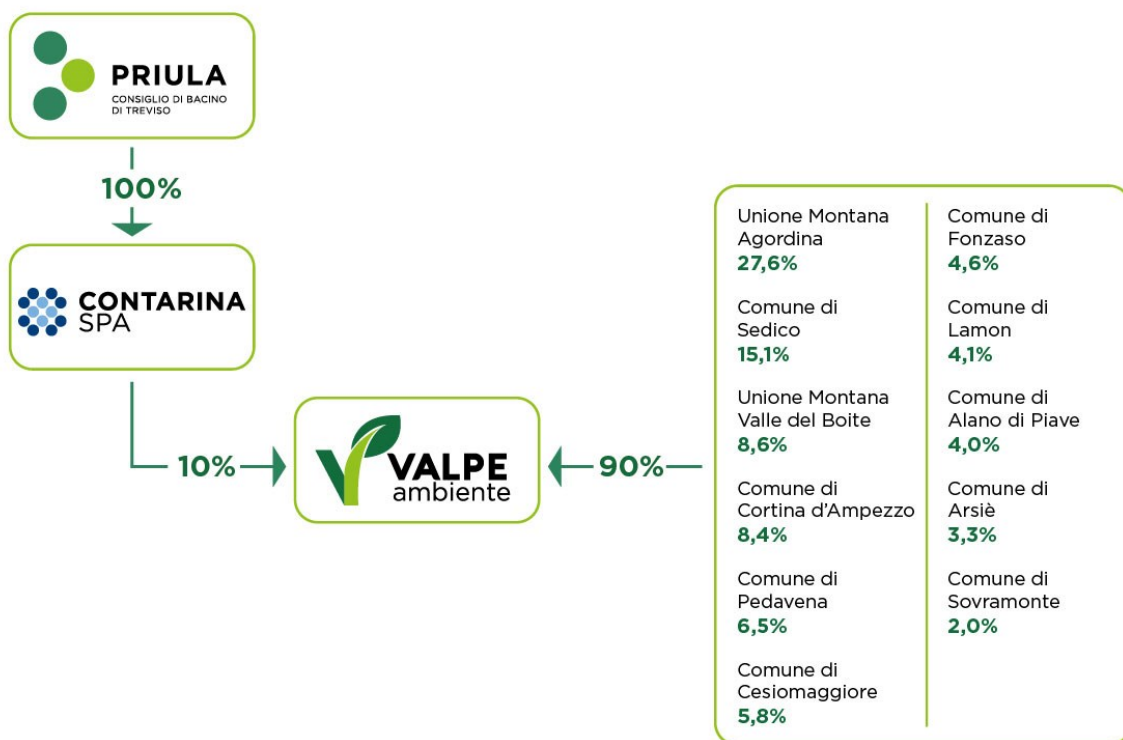 PRIULA
CONSIGLIO DI BACINO
DI TREVISO
100%
CONTARINA
SPA
10%
VALPE
ambiente
90%
Unione Montana
Agordina
27,6%
Comune di
Sedico
15,1%
Unione Montana
Valle del Boite
8,6%
Comune di
Cortina d'Ampezzo
8,4%
Comune di
Pedavena
6,5%
Comune di
Cesiomaggiore
5,8%
Comune di
Fonzaso
4,6%
Comune di
Lamon
4,1%
Comune di
Alano di Piave
4,0%
Comune di
Arsiè
3,3%
Comune di
Sovramonte
2,0%